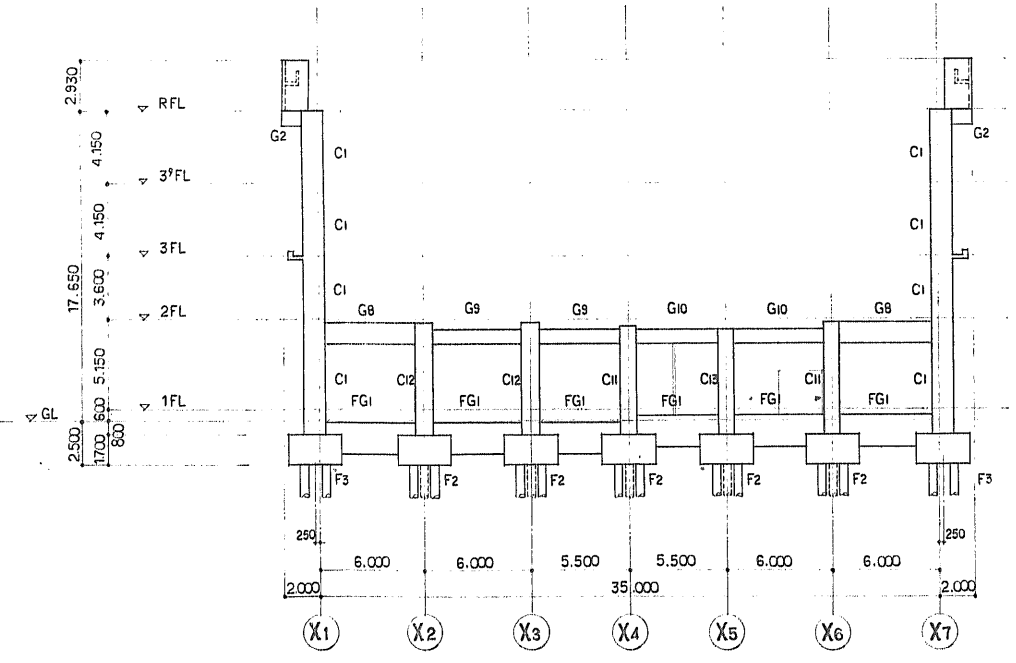 2.930
RFL
G2
G2
4.150
C1
C1
3⁹FL
4.150
C1
C1
3FL
17.650
3.600
C1
C1
2FL
G8
G9
G9
G10
G10
G8
5.150
C1
C12
C12
C11
C13
C11
C1
1FL
FG1
FG1
FG1
FG1
FG1
FG1
GL
600
800
2.500
1.700
F3
F2
F2
F2
F2
F2
F3
250
250
6.000
6.000
5.500
5.500
6.000
6.000
2.000
35.000
2.000
X1
X2
X3
X4
X5
X6
X7